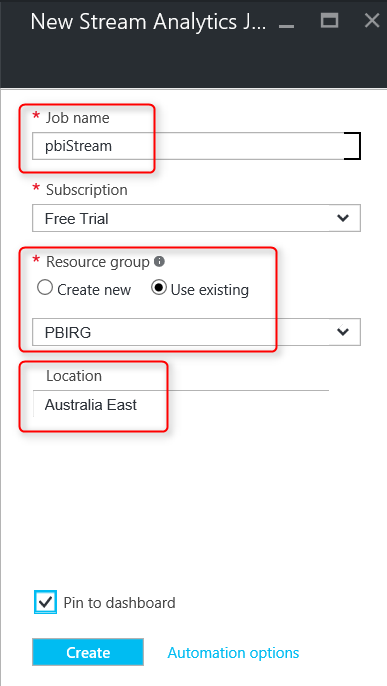 New Stream Analytics J...
* Job name
pbiStream
* Subscription
Free Trial
* Resource group
Create new Use existing
PBIRG
Location
Australia East
Pin to dashboard
Create Automation options